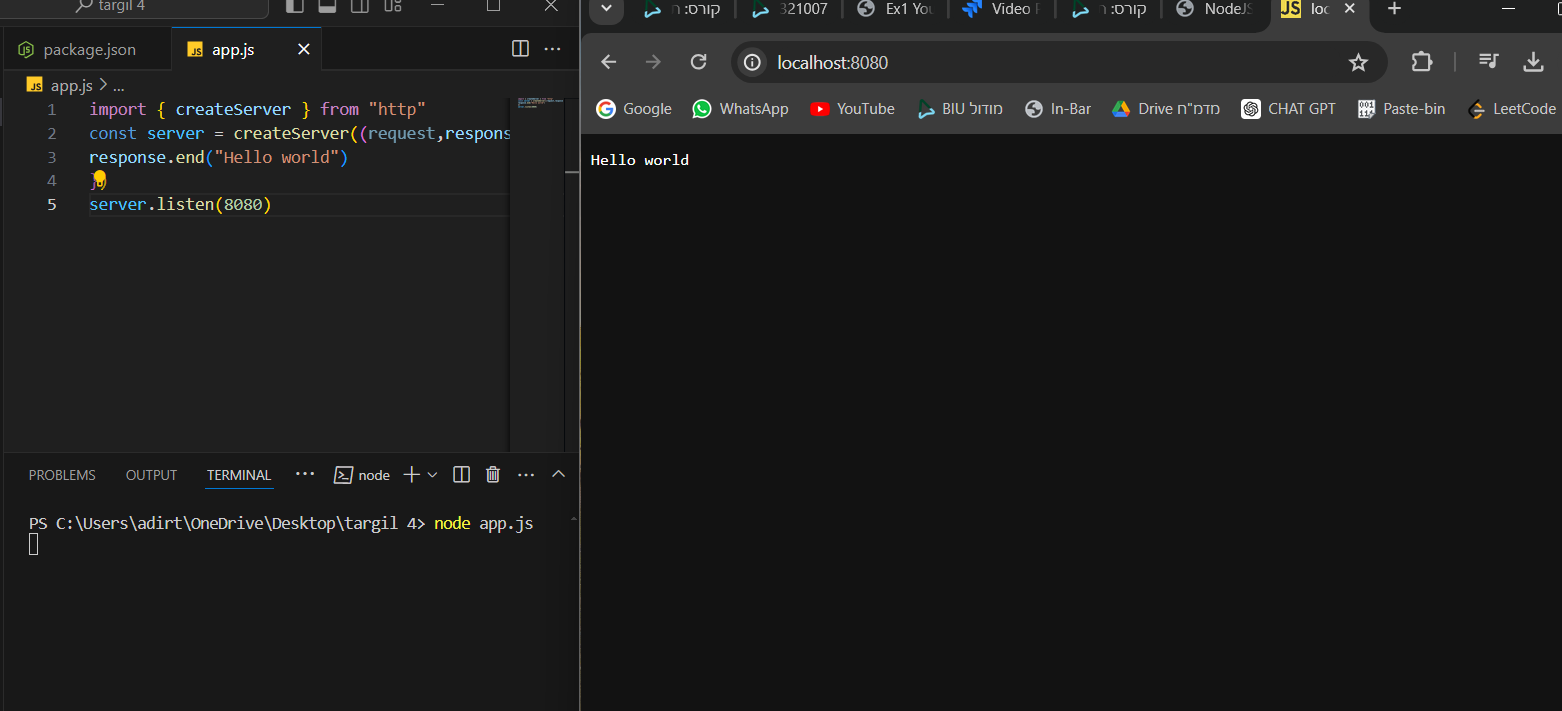 targil 4
package.json
app.js
app.js > ...
1 import { createServer } from "http"
2 const server = createServer((request,respons
3 response.end("Hello world")
4 })
5 server.listen(8080)
PROBLEMS OUTPUT TERMINAL ... node
PS C:\Users\adirt\OneDrive\Desktop\targil 4> node app.js
קורס: ר
321007
Ex1 You
Video
קורס: ר
NodeJS
JS loc
localhost:8080
Google WhatsApp YouTube BIU מודול In-Bar Drive מדמ"ח CHAT GPT Paste-bin LeetCode
Hello world